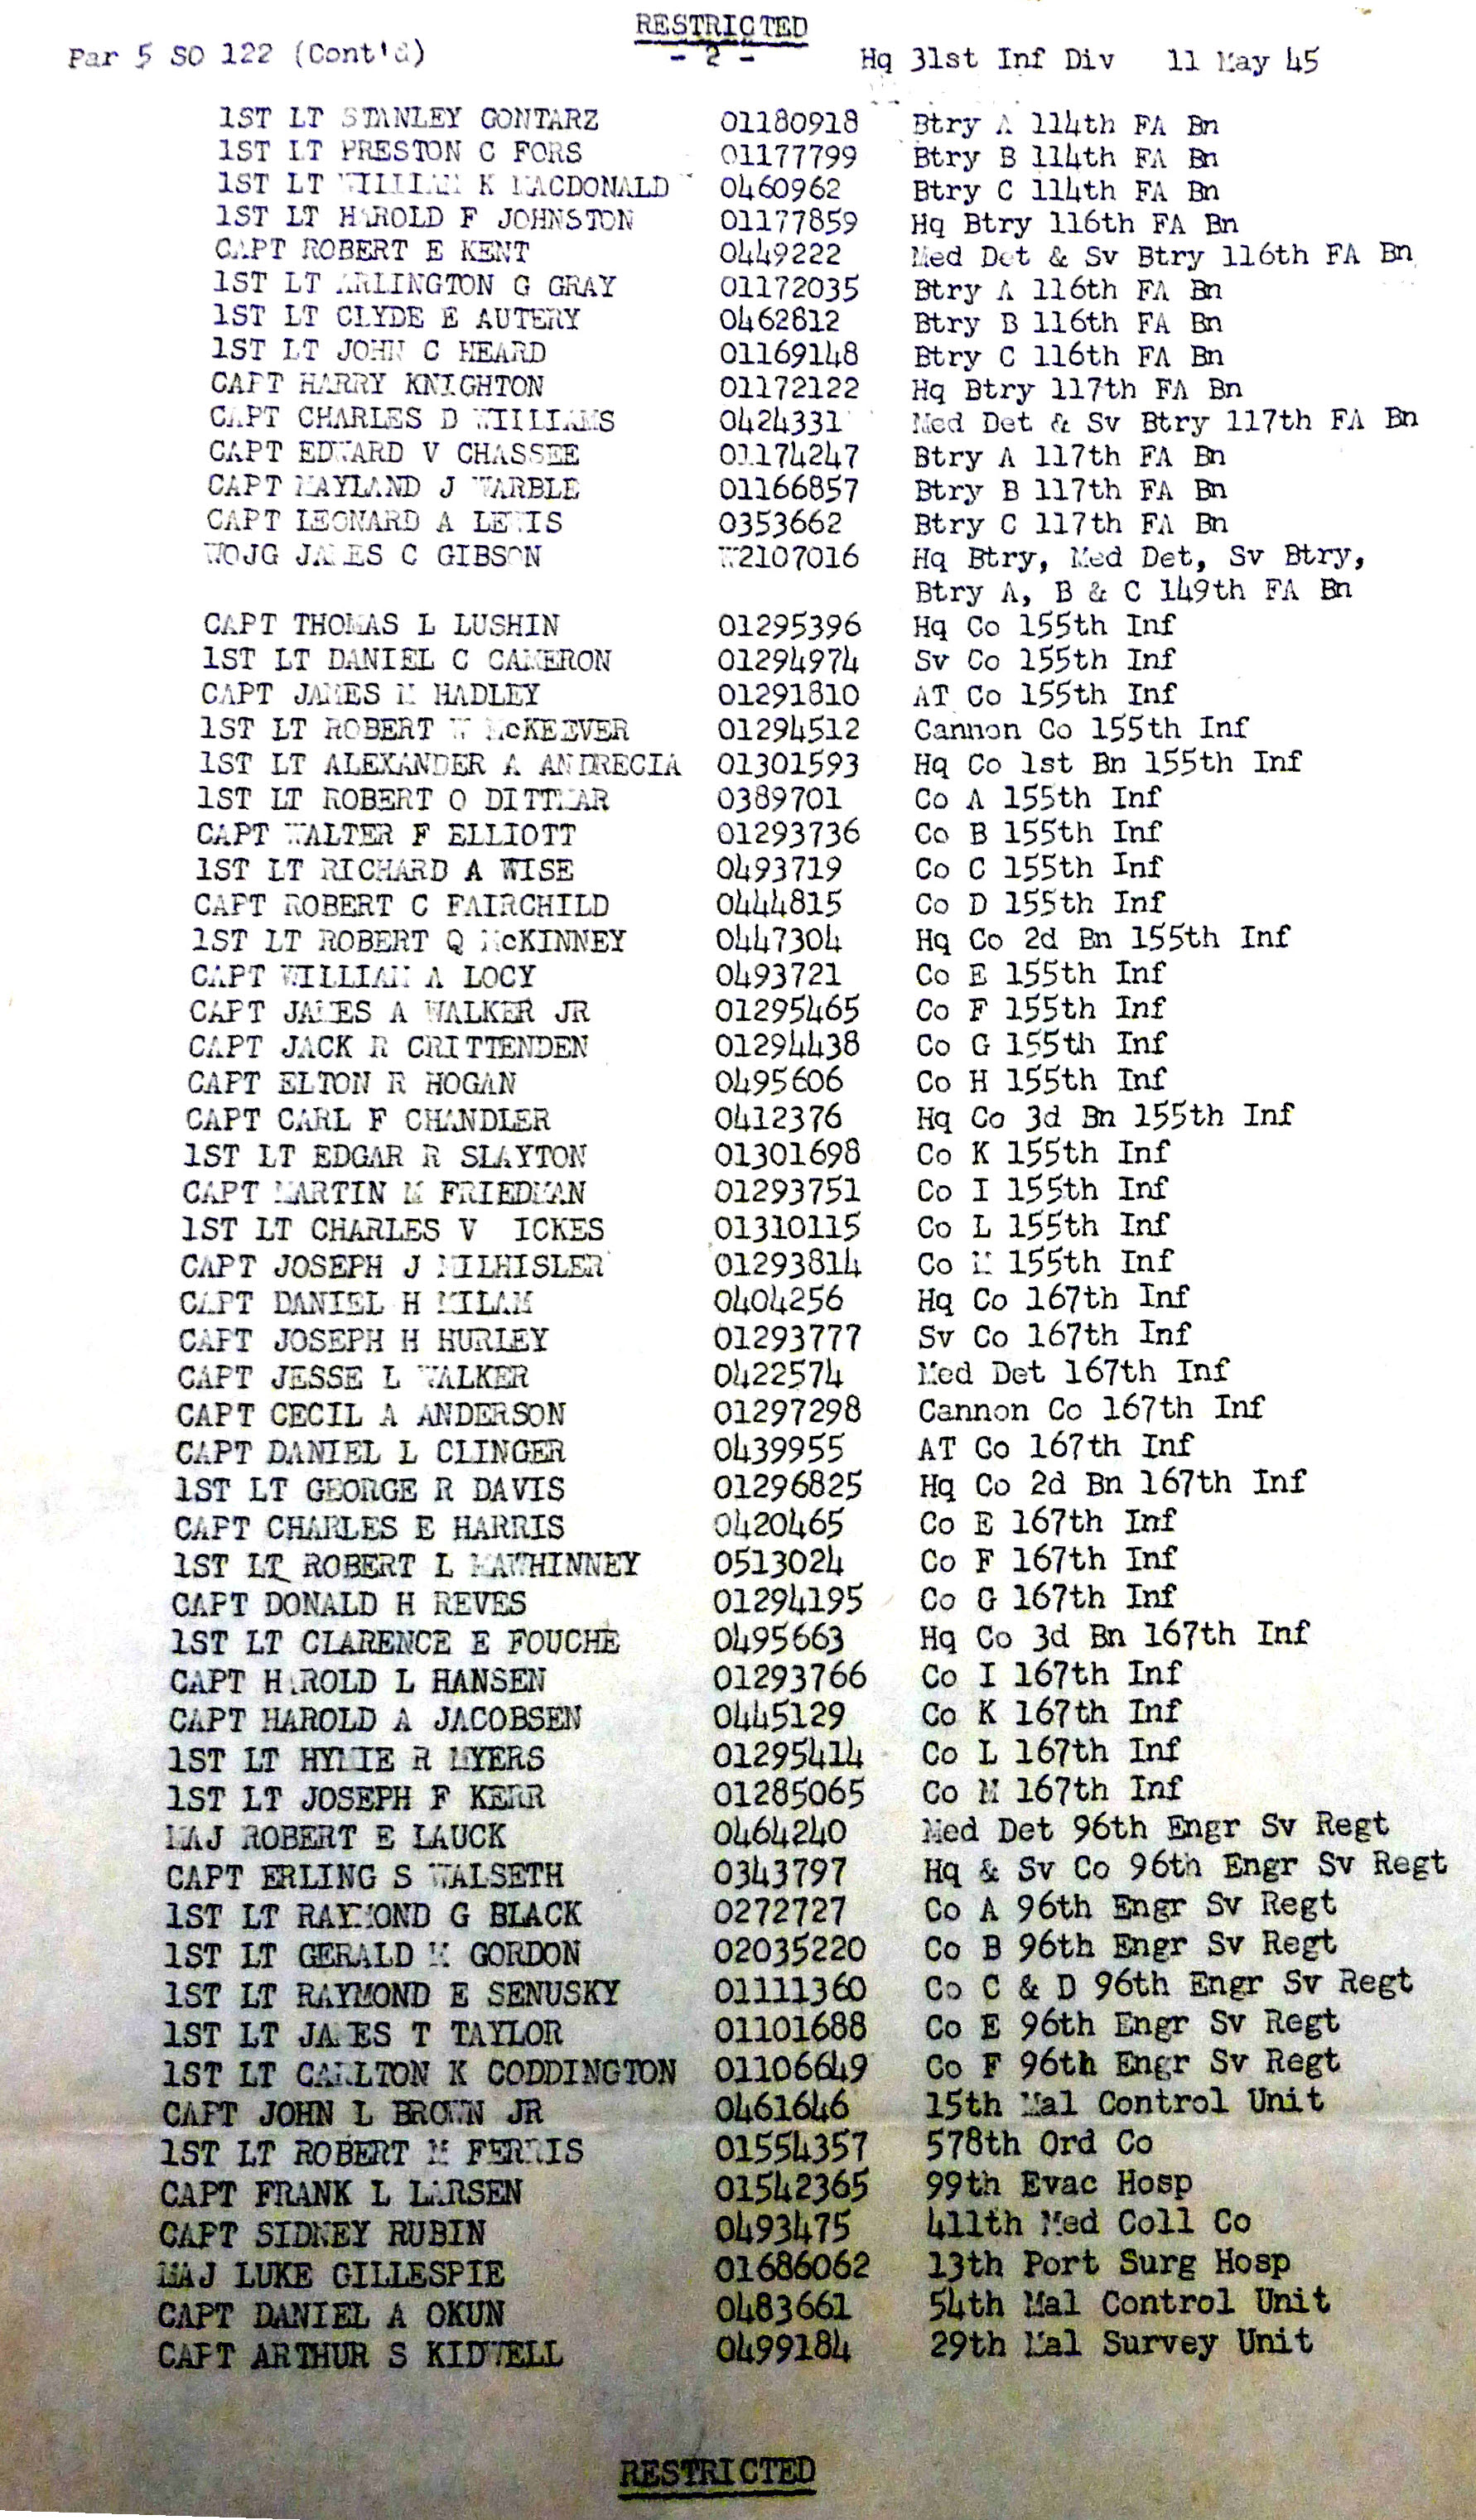 RESTRICTED
Par 5 SO 122 (Cont'd) - 2 - Hq 31st Inf Div 11 May 45
1ST LT STANLEY GONTARZ 01180918 Btry A 114th FA Bn
1ST LT PRESTON C FORS 01177799 Btry B 114th FA Bn
1ST LT WILLIAM K MACDONALD 0460962 Btry C 114th FA Bn
1ST LT HAROLD F JOHNSTON 01177859 Hq Btry 116th FA Bn
CAPT ROBERT E KENT 0449222 Med Det & Sv Btry 116th FA Bn
1ST LT ARLINGTON G GRAY 01172035 Btry A 116th FA Bn
1ST LT CLYDE E AUTERY 0462812 Btry B 116th FA Bn
1ST LT JOHN C HEARD 01169148 Btry C 116th FA Bn
CAPT HARRY KNIGHTON 01172122 Hq Btry 117th FA Bn
CAPT CHARLES D WILLIAMS 0424331 Med Det & Sv Btry 117th FA Bn
CAPT EDWARD V CHASSEE 01174247 Btry A 117th FA Bn
CAPT MAYLAND J WARBLE 01166857 Btry B 117th FA Bn
CAPT LEONARD A LEWIS 0353662 Btry C 117th FA Bn
WOJG JAMES C GIBSON W2107016 Hq Btry, Med Det, Sv Btry,
Btry A, B & C 149th FA Bn
CAPT THOMAS L LUSHIN 01295396 Hq Co 155th Inf
1ST LT DANIEL C CAMERON 01294974 Sv Co 155th Inf
CAPT JAMES M HADLEY 01291810 AT Co 155th Inf
1ST LT ROBERT W McKEEVER 01294512 Cannon Co 155th Inf
1ST LT ALEXANDER A ANDRECIA 01301593 Hq Co 1st Bn 155th Inf
1ST LT ROBERT O DITTMAR 0389701 Co A 155th Inf
CAPT WALTER F ELLIOTT 01293736 Co B 155th Inf
1ST LT RICHARD A WISE 0493719 Co C 155th Inf
CAPT ROBERT C FAIRCHILD 0444815 Co D 155th Inf
1ST LT ROBERT Q McKINNEY 0447304 Hq Co 2d Bn 155th Inf
CAPT WILLIAM A LOCY 0493721 Co E 155th Inf
CAPT JAMES A WALKER JR 01295465 Co F 155th Inf
CAPT JACK R CRITTENDEN 01294438 Co G 155th Inf
CAPT ELTON R HOGAN 0495606 Co H 155th Inf
CAPT CARL F CHANDLER 0412376 Hq Co 3d Bn 155th Inf
1ST LT EDGAR R SLAYTON 01301698 Co K 155th Inf
CAPT MARTIN M FRIEDMAN 01293751 Co I 155th Inf
1ST LT CHARLES V ICKES 01310115 Co L 155th Inf
CAPT JOSEPH J MILHISLER 01293814 Co M 155th Inf
CAPT DANIEL H MILAM 0404256 Hq Co 167th Inf
CAPT JOSEPH H HURLEY 01293777 Sv Co 167th Inf
CAPT JESSE L WALKER 0422574 Med Det 167th Inf
CAPT CECIL A ANDERSON 01297298 Cannon Co 167th Inf
CAPT DANIEL L CLINGER 0439955 AT Co 167th Inf
1ST LT GEORGE R DAVIS 01296825 Hq Co 2d Bn 167th Inf
CAPT CHARLES E HARRIS 0420465 Co E 167th Inf
1ST LT ROBERT L MAWHINNEY 0513024 Co F 167th Inf
CAPT DONALD H REVES 01294195 Co G 167th Inf
1ST LT CLARENCE E FOUCHE 0495663 Hq Co 3d Bn 167th Inf
CAPT HAROLD L HANSEN 01293766 Co I 167th Inf
CAPT HAROLD A JACOBSEN 0445129 Co K 167th Inf
1ST LT HYMIE R MYERS 01295414 Co L 167th Inf
1ST LT JOSEPH F KERR 01285065 Co M 167th Inf
MAJ ROBERT E LAUCK 0464240 Med Det 96th Engr Sv Regt
CAPT ERLING S WALSETH 0343797 Hq & Sv Co 96th Engr Sv Regt
1ST LT RAYMOND G BLACK 0272727 Co A 96th Engr Sv Regt
1ST LT GERALD M GORDON 02035220 Co B 96th Engr Sv Regt
1ST LT RAYMOND E SENUSKY 01111360 Co C & D 96th Engr Sv Regt
1ST LT JAMES T TAYLOR 01101688 Co E 96th Engr Sv Regt
1ST LT CARLTON K CODDINGTON 01106649 Co F 96th Engr Sv Regt
CAPT JOHN L BROWN JR 0461646 15th Mal Control Unit
1ST LT ROBERT M FERRIS 01554357 578th Ord Co
CAPT FRANK L LARSEN 01542365 99th Evac Hosp
CAPT SIDNEY RUBIN 0493475 411th Med Coll Co
MAJ LUKE GILLESPIE 01686062 13th Port Surg Hosp
CAPT DANIEL A OKUN 0483661 54th Mal Control Unit
CAPT ARTHUR S KIDWELL 0499184 29th Mal Survey Unit
RESTRICTED